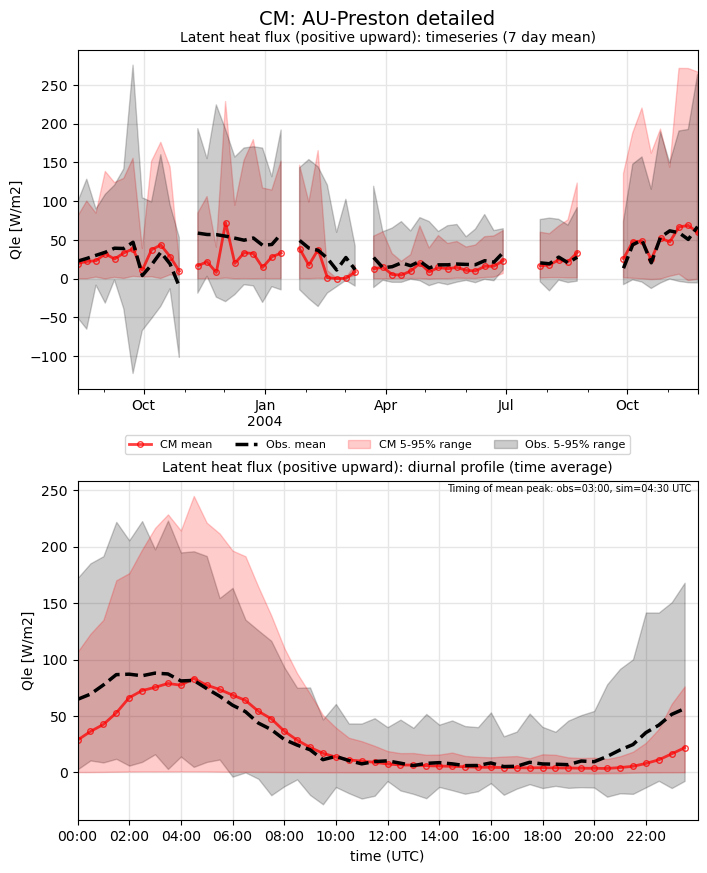 CM: AU-Preston detailed
Latent heat flux (positive upward): timeseries (7 day mean)
Qle [W/m2]
250
200
150
100
50
0
−50
−100
Oct
Jan
2004
Apr
Jul
Oct
CM mean
Obs. mean
CM 5-95% range
Obs. 5-95% range
Latent heat flux (positive upward): diurnal profile (time average)
Timing of mean peak: obs=03:00, sim=04:30 UTC
Qle [W/m2]
250
200
150
100
50
0
00:00
02:00
04:00
06:00
08:00
10:00
12:00
14:00
16:00
18:00
20:00
22:00
time (UTC)